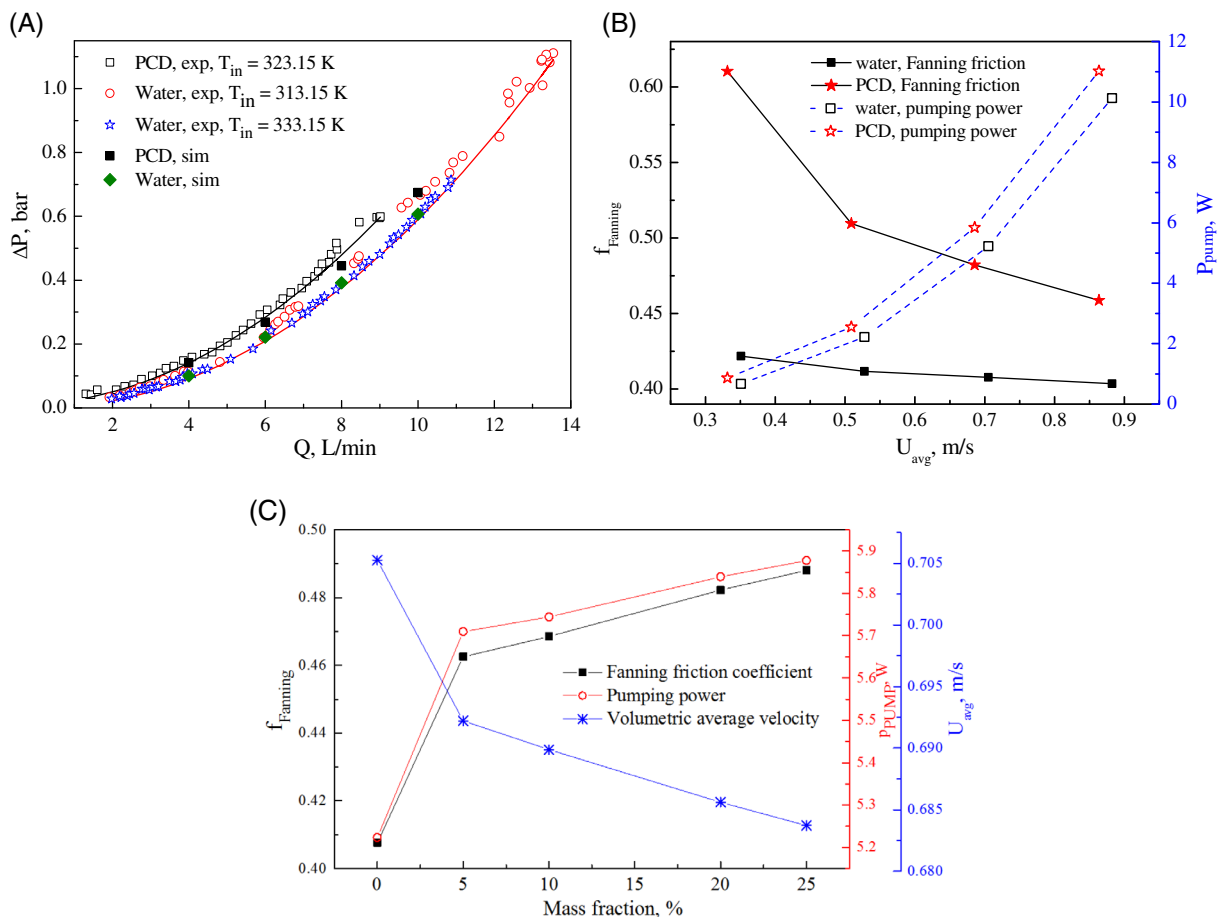 (A)
PCD, exp, T_in = 323.15 K
Water, exp, T_in = 313.15 K
Water, exp, T_in = 333.15 K
PCD, sim
Water, sim
ΔP, bar
1.0
0.8
0.6
0.4
0.2
0.0
2 4 6 8 10 12 14
Q, L/min
(B)
water, Fanning friction
PCD, Fanning friction
water, pumping power
PCD, pumping power
f_Fanning
0.60
0.55
0.50
0.45
0.40
0.3 0.4 0.5 0.6 0.7 0.8 0.9
U_avg, m/s
12
10
8
6
4
2
0
P_pump, W
(C)
f_Fanning
0.50
0.48
0.46
0.44
0.42
0.40
Fanning friction coefficient
Pumping power
Volumetric average velocity
0 5 10 15 20 25
Mass fraction, %
5.9
5.8
5.7
5.6
5.5
5.4
5.3
5.2
p_PUMP, W
0.705
0.700
0.695
0.690
0.685
0.680
U_avg, m/s